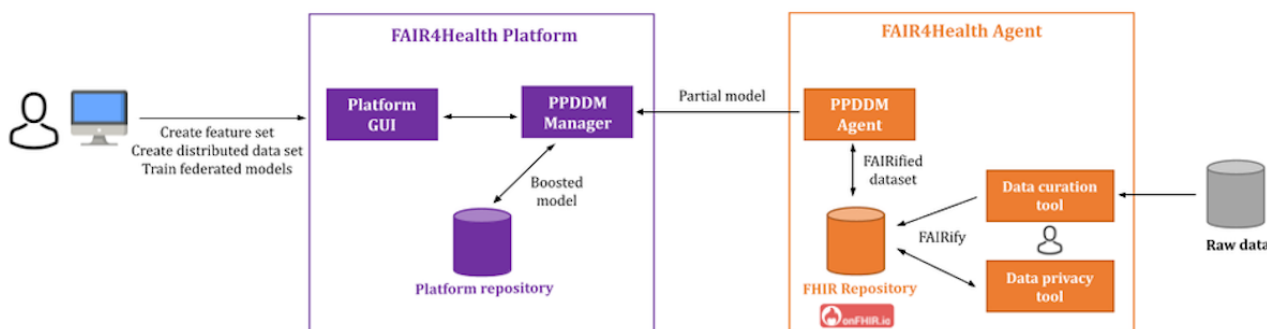 FAIR4Health Platform
FAIR4Health Agent
Platform
GUI
PPDDM
Manager
Partial model
PPDDM
Agent
Create feature set
Create distributed data set
Train federated models
Boosted
model
FAIRified
dataset
Data curation
tool
FAIRify
Raw data
Data privacy
tool
Platform repository
FHIR Repository
onFHIR.io